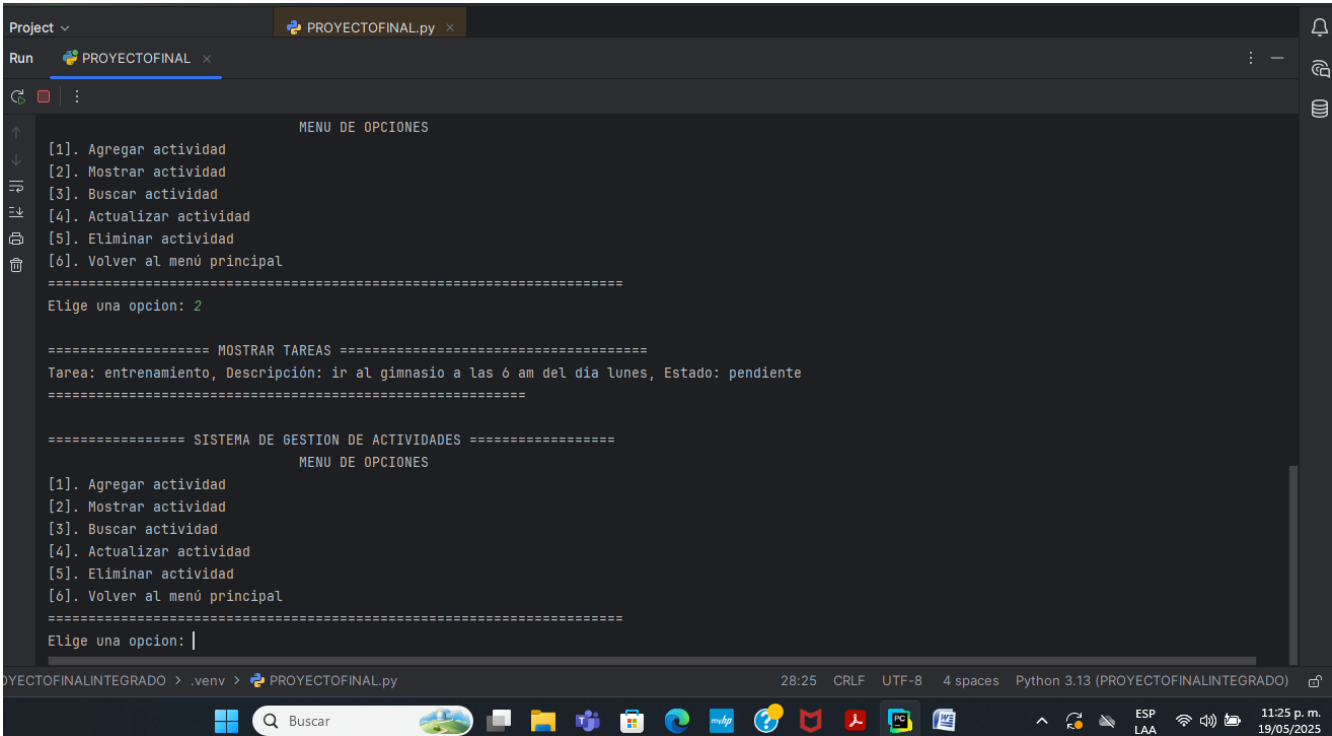 Project
PROYECTOFINAL.py
Run
PROYECTOFINAL
MENU DE OPCIONES
[1]. Agregar actividad
[2]. Mostrar actividad
[3]. Buscar actividad
[4]. Actualizar actividad
[5]. Eliminar actividad
[6]. Volver al menú principal
=======================================================================
Elige una opcion: 2
==================== MOSTRAR TAREAS ======================================
Tarea: entrenamiento, Descripción: ir al gimnasio a las 6 am del dia lunes, Estado: pendiente
===========================================================
================= SISTEMA DE GESTION DE ACTIVIDADES ==================
MENU DE OPCIONES
[1]. Agregar actividad
[2]. Mostrar actividad
[3]. Buscar actividad
[4]. Actualizar actividad
[5]. Eliminar actividad
[6]. Volver al menú principal
=======================================================================
Elige una opcion:
OYECTOFINALINTEGRADO > .venv > PROYECTOFINAL.py 28:25 CRLF UTF-8 4 spaces Python 3.13 (PROYECTOFINALINTEGRADO)
Buscar
ESP
LAA
11:25 p. m.
19/05/2025